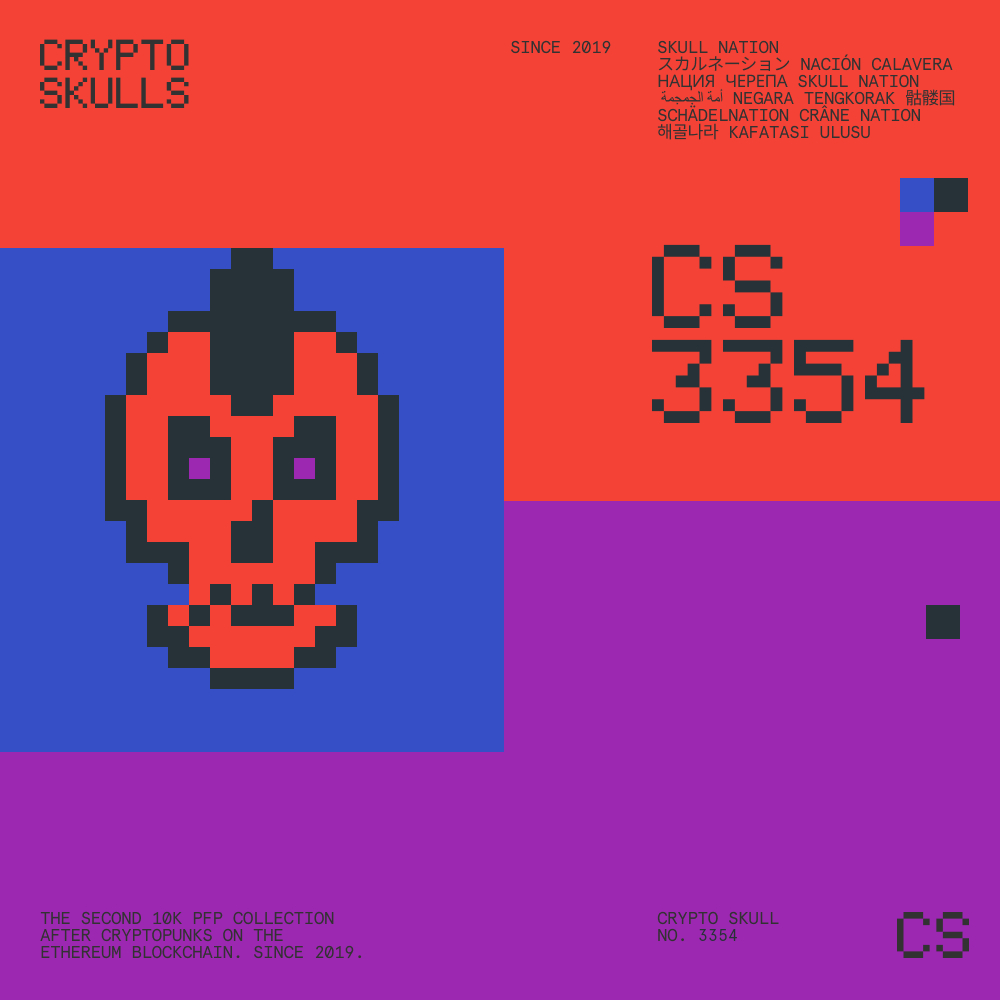 CRYPTO
SKULLS
SINCE 2019
SKULL NATION
スカルネーション NACIÓN CALAVERA
НАЦИЯ ЧЕРЕПА SKULL NATION
أمة الجمجمة NEGARA TENGKORAK 骷髅国
SCHÄDELNATION CRÂNE NATION
해골나라 KAFATASI ULUSU
CS
3354
THE SECOND 10K PFP COLLECTION
AFTER CRYPTOPUNKS ON THE
ETHEREUM BLOCKCHAIN. SINCE 2019.
CRYPTO SKULL
NO. 3354
CS